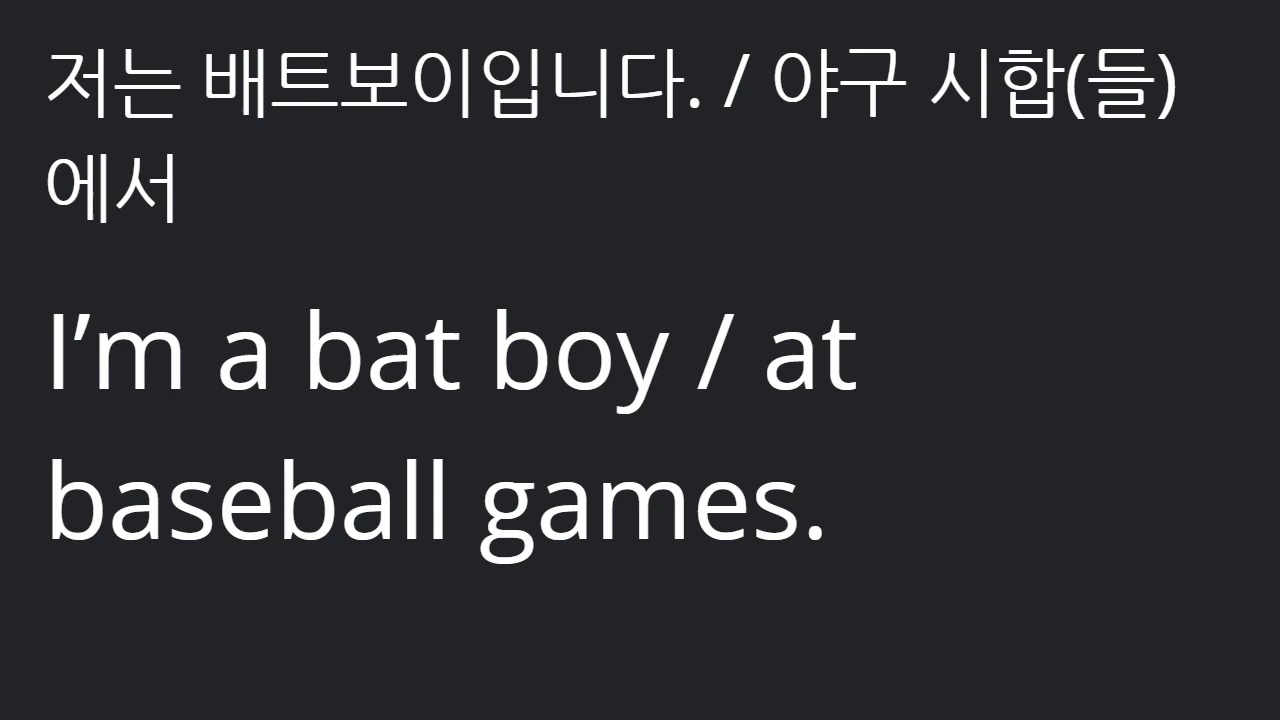 저는 배트보이입니다. / 야구 시합(들)
에서
I’m a bat boy / at
baseball games.